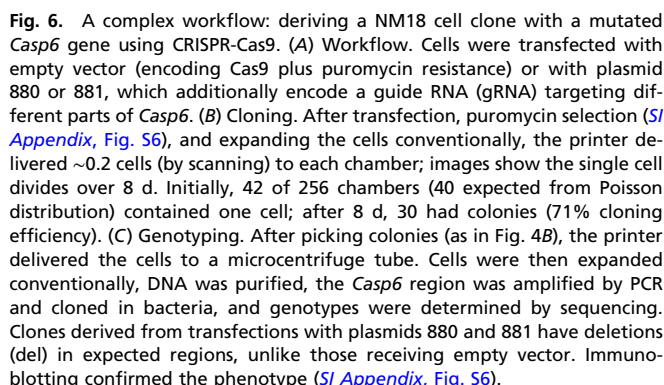 Fig. 6. A complex workflow: deriving a NM18 cell clone with a mutated
Casp6 gene using CRISPR-Cas9. (A) Workflow. Cells were transfected with
empty vector (encoding Cas9 plus puromycin resistance) or with plasmid
880 or 881, which additionally encode a guide RNA (gRNA) targeting dif-
ferent parts of Casp6. (B) Cloning. After transfection, puromycin selection (SI
Appendix, Fig. S6), and expanding the cells conventionally, the printer de-
livered ~0.2 cells (by scanning) to each chamber; images show the single cell
divides over 8 d. Initially, 42 of 256 chambers (40 expected from Poisson
distribution) contained one cell; after 8 d, 30 had colonies (71% cloning
efficiency). (C) Genotyping. After picking colonies (as in Fig. 4B), the printer
delivered the cells to a microcentrifuge tube. Cells were then expanded
conventionally, DNA was purified, the Casp6 region was amplified by PCR
and cloned in bacteria, and genotypes were determined by sequencing.
Clones derived from transfections with plasmids 880 and 881 have deletions
(del) in expected regions, unlike those receiving empty vector. Immuno-
blotting confirmed the phenotype (SI Appendix, Fig. S6).